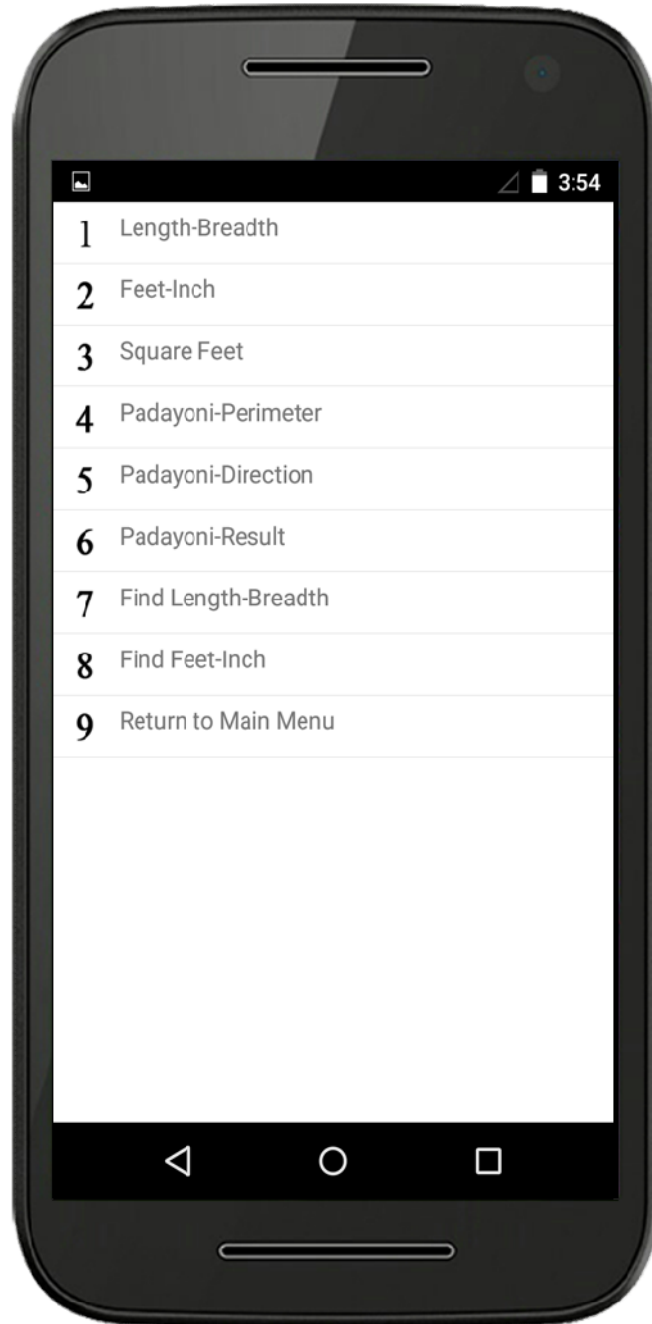 3:54
1 Length-Breadth
2 Feet-Inch
3 Square Feet
4 Padayoni-Perimeter
5 Padayoni-Direction
6 Padayoni-Result
7 Find Length-Breadth
8 Find Feet-Inch
9 Return to Main Menu